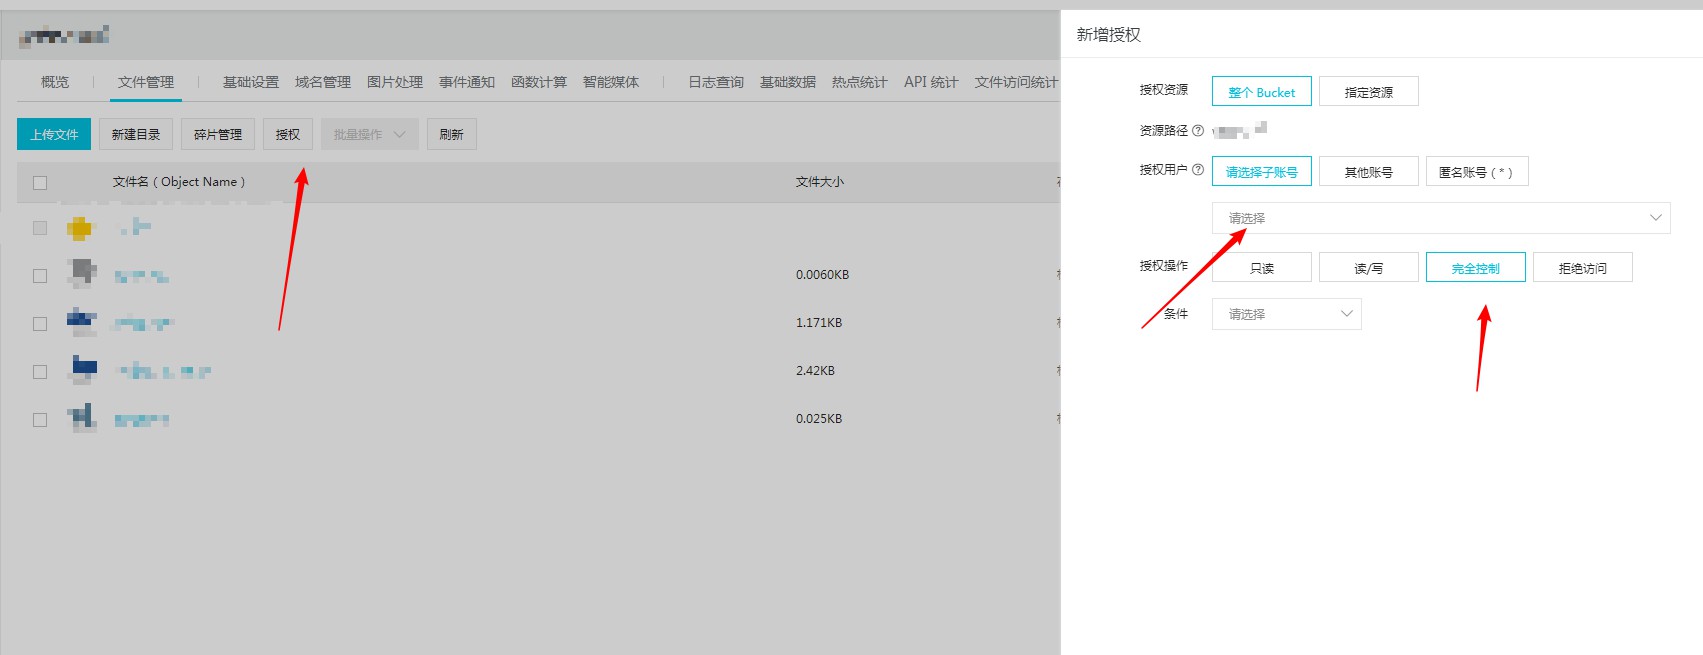 新增授权
概览 文件管理 基础设置 域名管理 图片处理 事件通知 函数计算 智能媒体 日志查询 基础数据 热点统计 API 统计 文件访问统计
上传文件 新建目录 碎片管理 授权 批量操作 刷新
文件名 ( Object Name ) 文件大小
0.0060KB
1.171KB
2.42KB
0.025KB
授权资源 整个 Bucket 指定资源
资源路径
授权用户 请选择子账号 其他账号 匿名账号 ( * )
请选择
授权操作 只读 读/写 完全控制 拒绝访问
条件 请选择